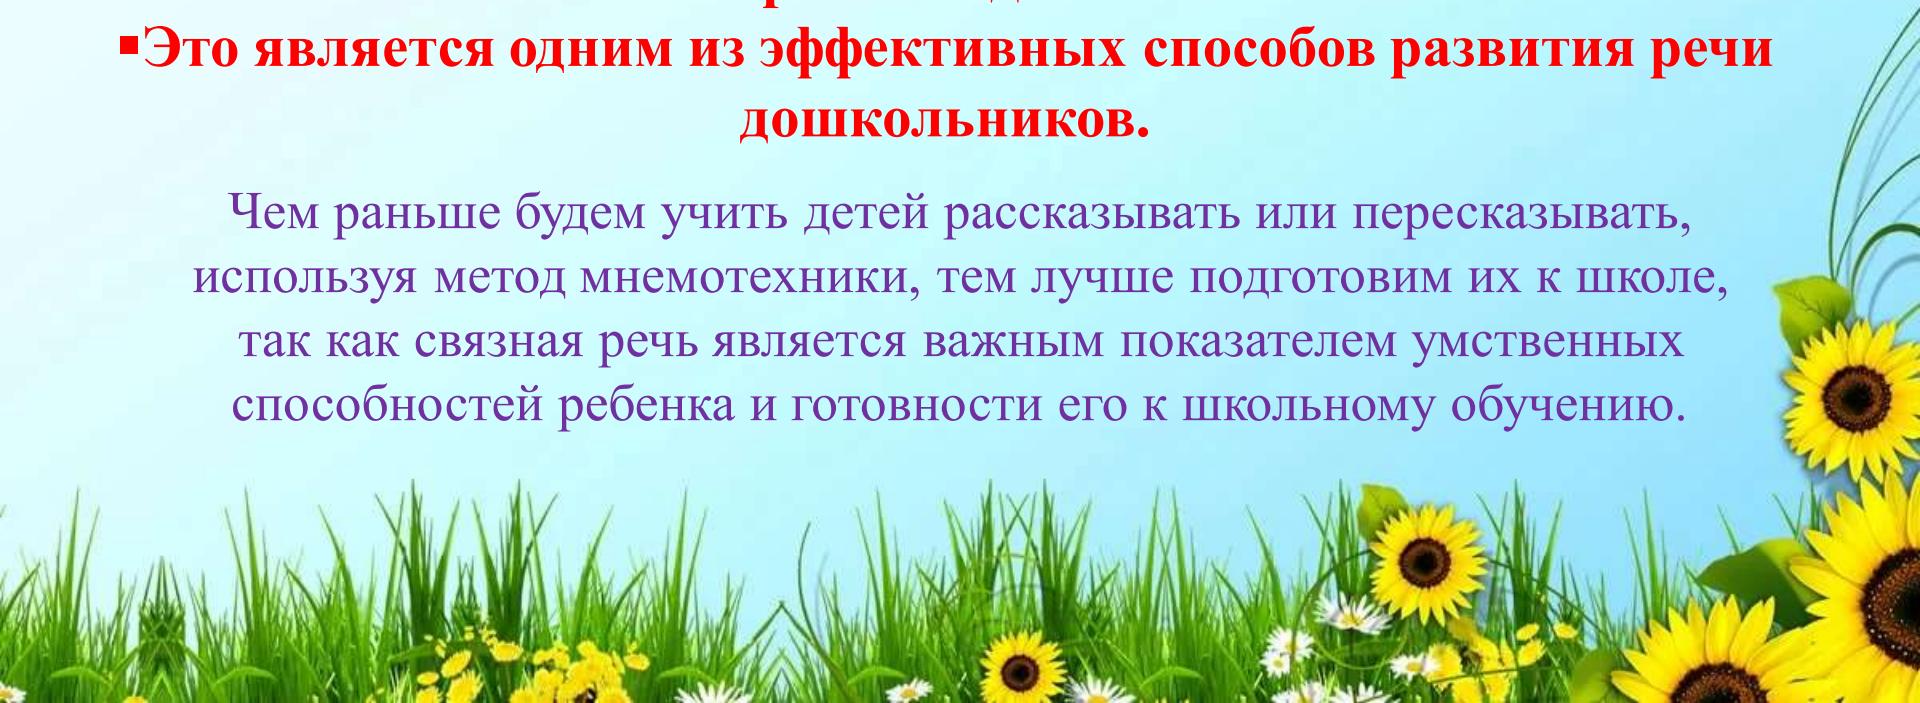 ▪Это является одним из эффективных способов развития речи
дошкольников.
Чем раньше будем учить детей рассказывать или пересказывать,
используя метод мнемотехники, тем лучше подготовим их к школе,
так как связная речь является важным показателем умственных
способностей ребенка и готовности его к школьному обучению.